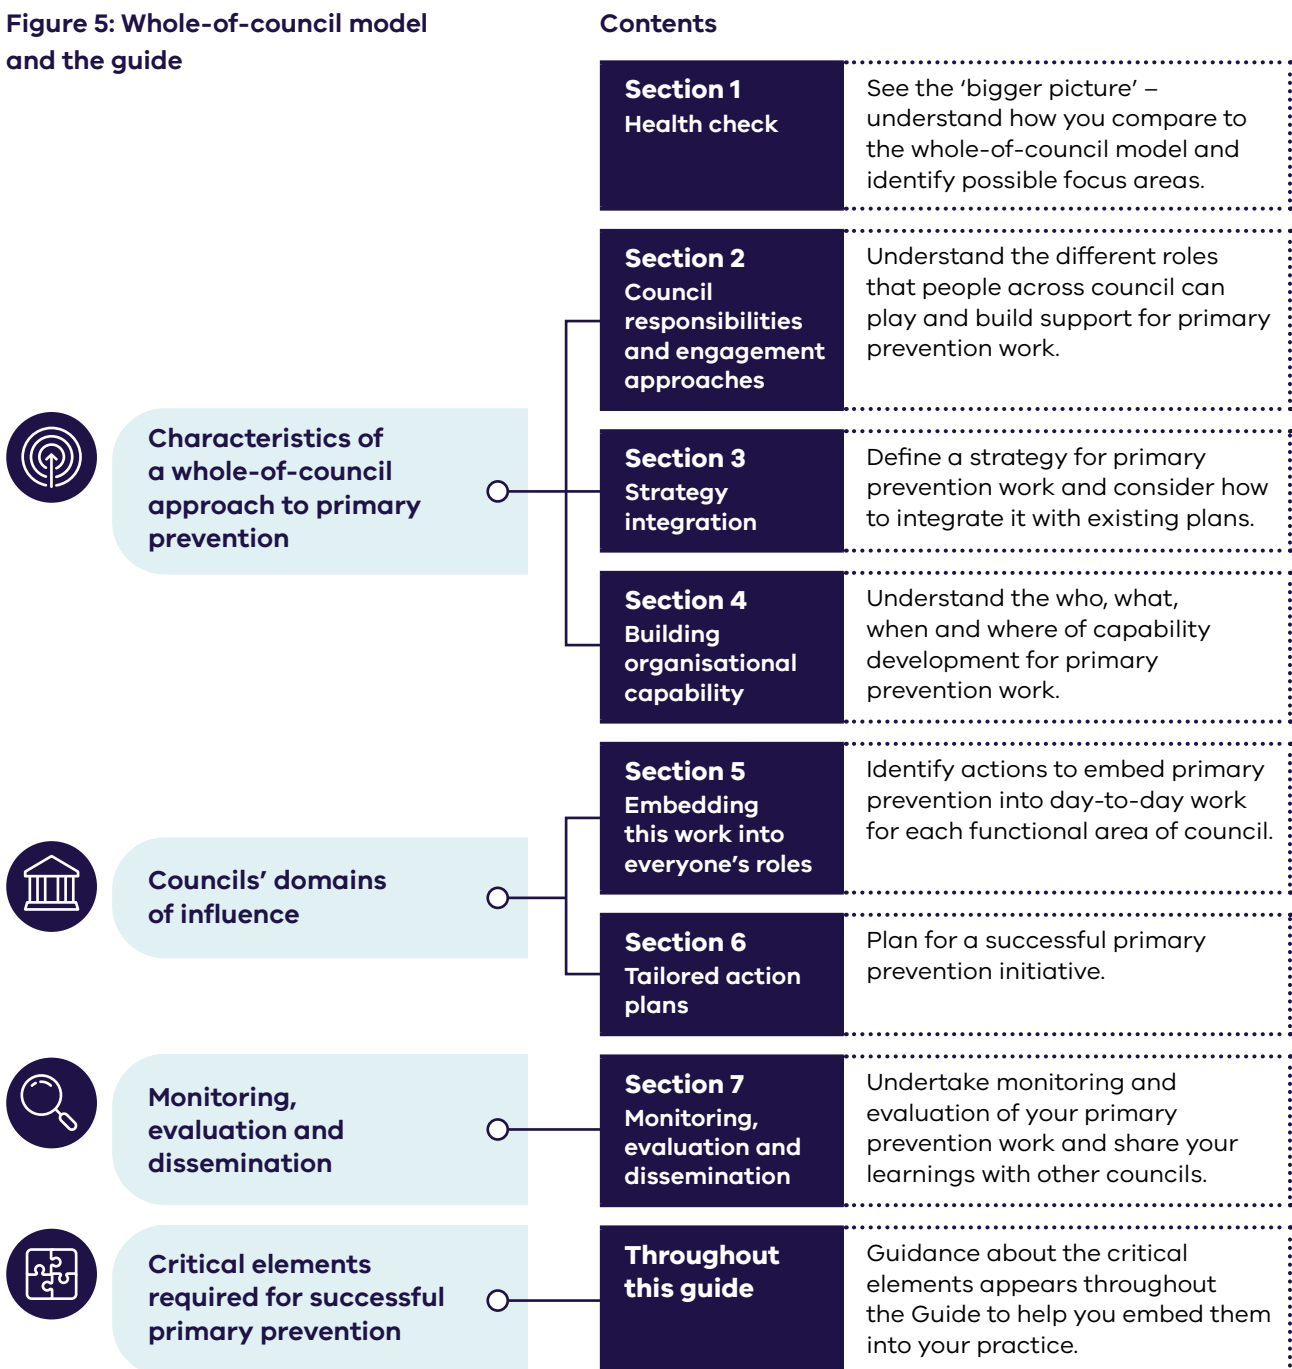 Figure 5: Whole-of-council model
and the guide
Contents
Section 1
Health check
See the ‘bigger picture’ –
understand how you compare to
the whole-of-council model and
identify possible focus areas.
Characteristics of
a whole-of-council
approach to primary
prevention
Section 2
Council
responsibilities
and engagement
approaches
Understand the different roles
that people across council can
play and build support for primary
prevention work.
Section 3
Strategy
integration
Define a strategy for primary
prevention work and consider how
to integrate it with existing plans.
Section 4
Building
organisational
capability
Understand the who, what,
when and where of capability
development for primary
prevention work.
Councils’ domains
of influence
Section 5
Embedding
this work into
everyone’s roles
Identify actions to embed primary
prevention into day-to-day work
for each functional area of council.
Section 6
Tailored action
plans
Plan for a successful primary
prevention initiative.
Monitoring,
evaluation and
dissemination
Section 7
Monitoring,
evaluation and
dissemination
Undertake monitoring and
evaluation of your primary
prevention work and share your
learnings with other councils.
Critical elements
required for successful
primary prevention
Throughout
this guide
Guidance about the critical
elements appears throughout
the Guide to help you embed them
into your practice.